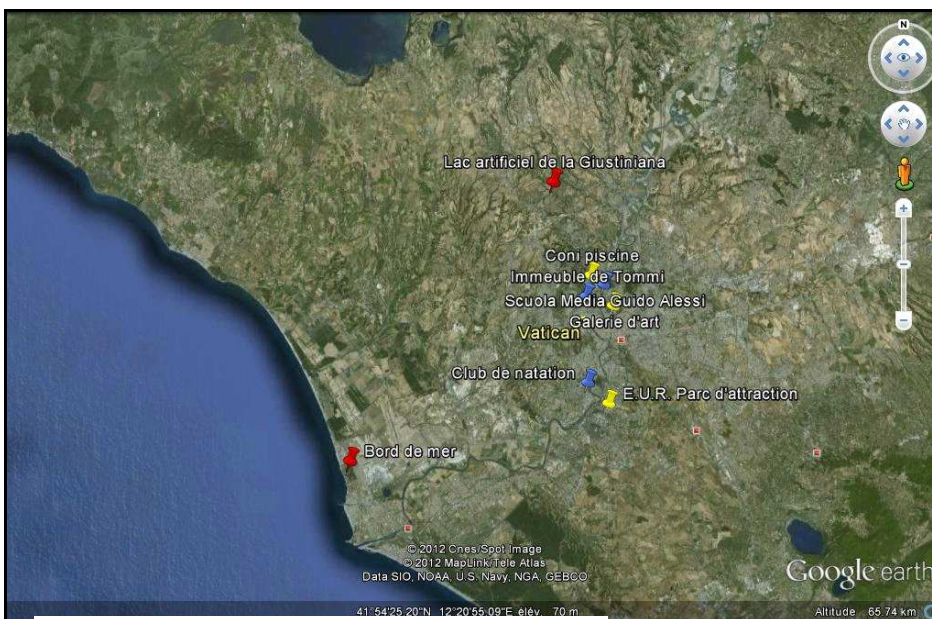 N
Lac artificiel de la Giustiniana
Coni piscine
Immeuble de Tommi
Scuola Media Guido Alessi
Galerie d'art
Vatican
Club de natation
E.U.R. Parc d'attraction
Bord de mer
© 2012 Cnes/Spot Image
© 2012 MapLink/Tele Atlas
Data SIO, NOAA, U.S. Navy, NGA, GEBCO
Google earth
41°54'25.20"N 12°20'55.09"E élév. 70 m
Altitude 65.74 km